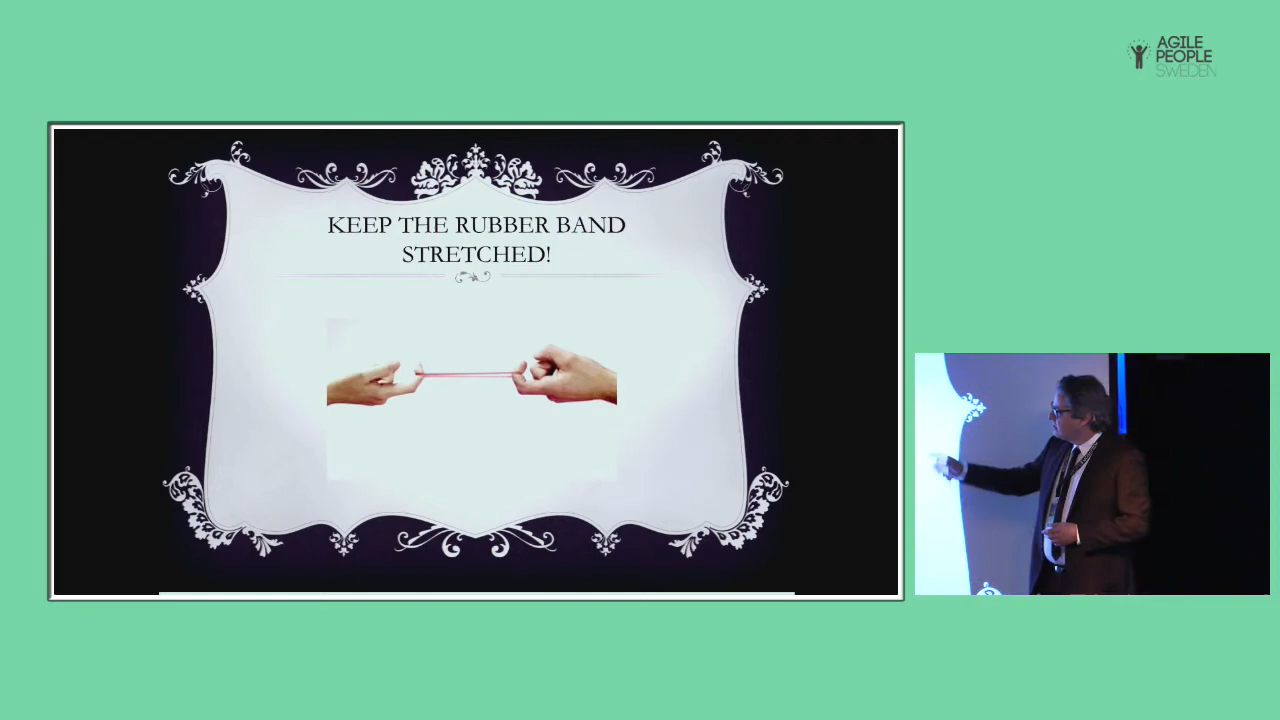 AGILE
PEOPLE
SWEDEN
KEEP THE RUBBER BAND
STRETCHED!